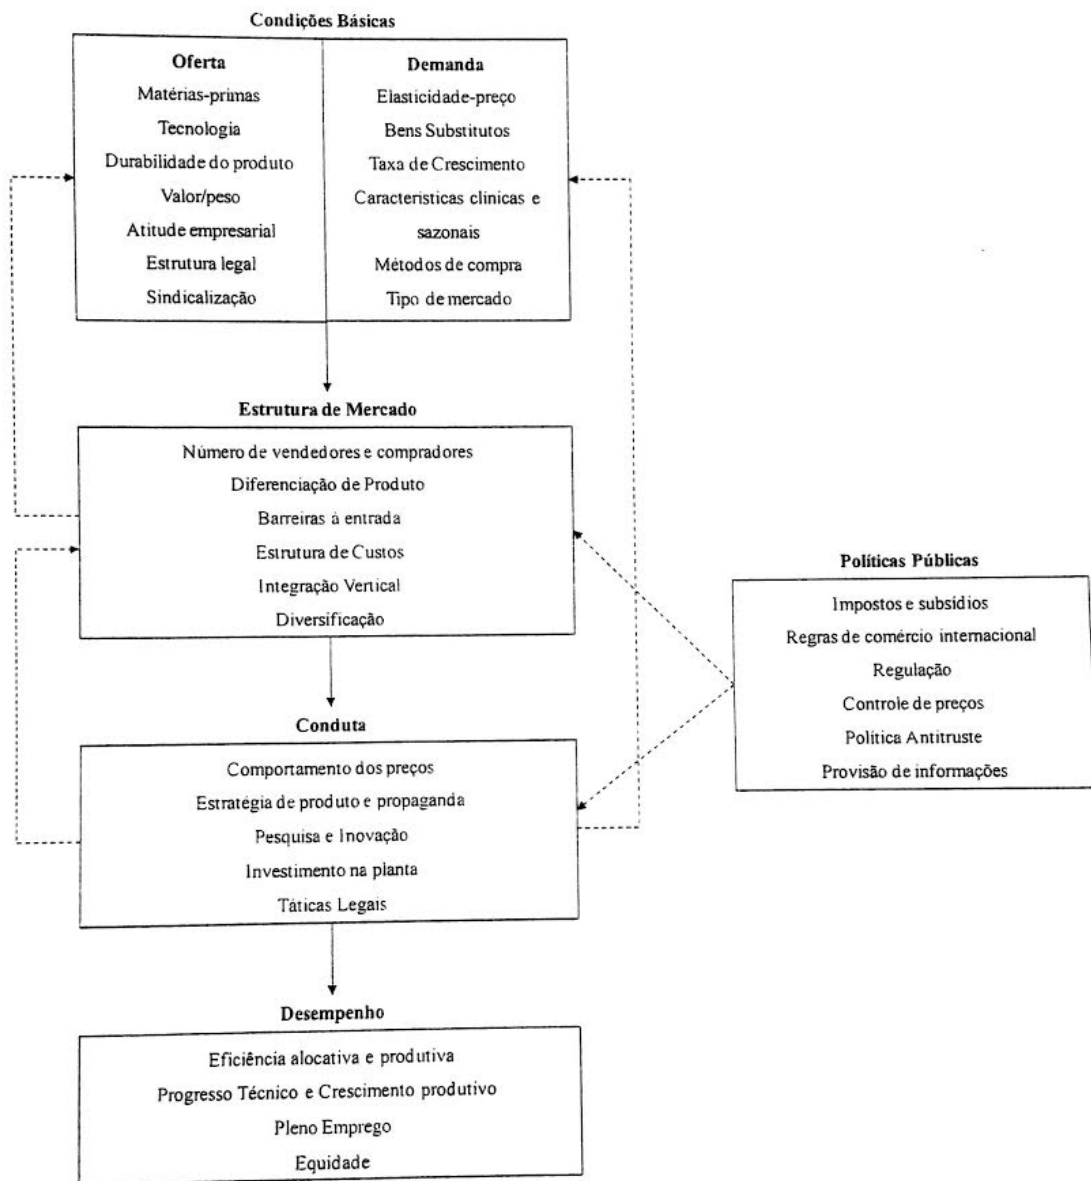 Condições Básicas
Oferta
Matérias-primas
Tecnologia
Durabilidade do produto
Valor/peso
Atitude empresarial
Estrutura legal
Sindicalização
Demanda
Elasticidade-preço
Bens Substitutos
Taxa de Crescimento
Características clínicas e
sazonais
Métodos de compra
Tipo de mercado
Estrutura de Mercado
Número de vendedores e compradores
Diferenciação de Produto
Barreiras à entrada
Estrutura de Custos
Integração Vertical
Diversificação
Políticas Públicas
Impostos e subsídios
Regras de comércio internacional
Regulação
Controle de preços
Política Antitruste
Provisão de informações
Conduta
Comportamento dos preços
Estratégia de produto e propaganda
Pesquisa e Inovação
Investimento na planta
Táticas Legais
Desempenho
Eficiência alocativa e produtiva
Progresso Técnico e Crescimento produtivo
Pleno Emprego
Equidade